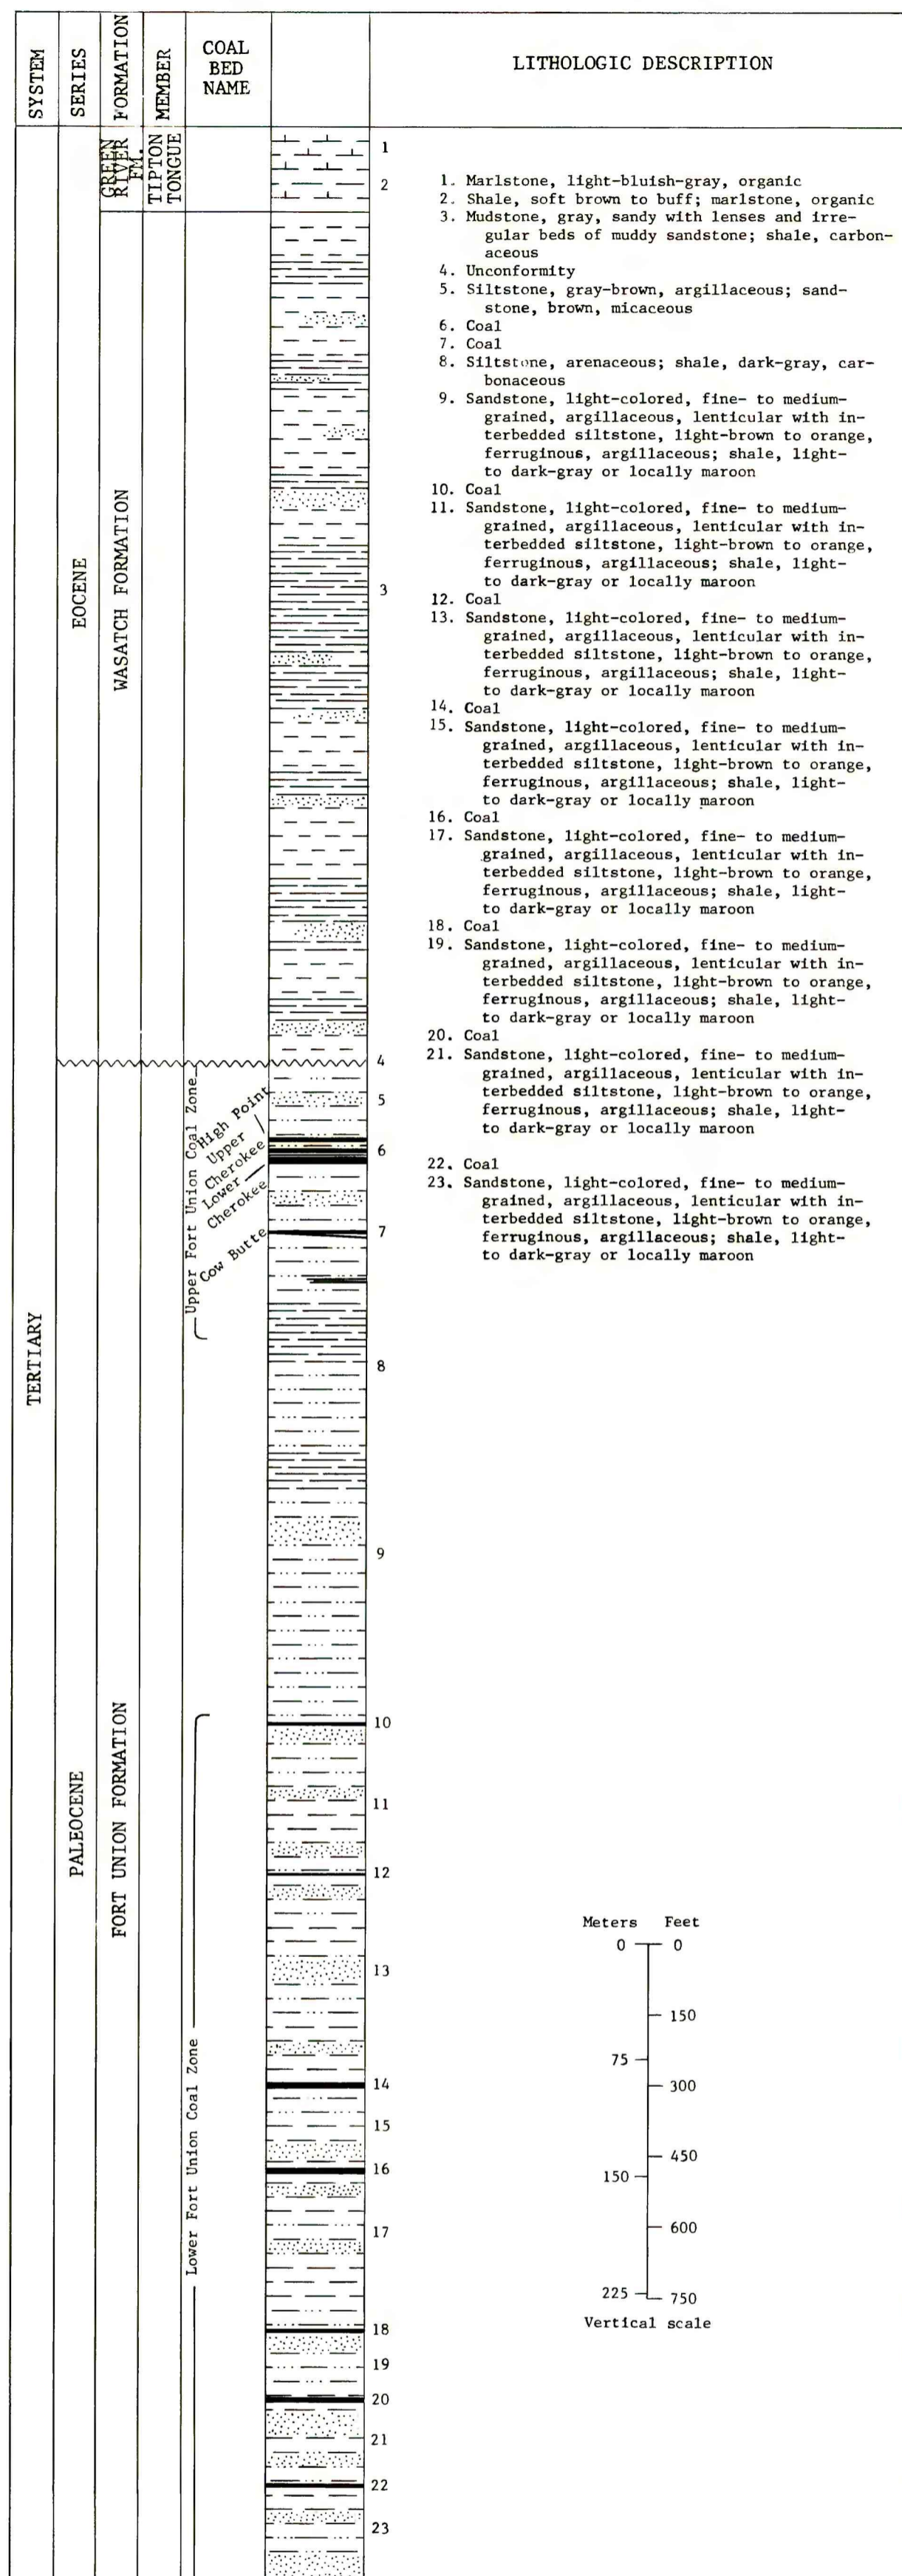 SYSTEM
SERIES
FORMATION
MEMBER
COAL
BED
NAME
LITHOLOGIC DESCRIPTION
TERTIARY
EOCENE
PALEOCENE
GREEN
RIVER
FM.
WASATCH FORMATION
FORT UNION FORMATION
TIPTON
TONGUE
Upper Fort Union Coal Zone
High Point
Upper
Cherokee
Lower
Cherokee
Cow Butte
Lower Fort Union Coal Zone
1
2
3
4
5
6
7
8
9
10
11
12
13
14
15
16
17
18
19
20
21
22
23
1. Marlstone, light-bluish-gray, organic
2. Shale, soft brown to buff; marlstone, organic
3. Mudstone, gray, sandy with lenses and irre-
gular beds of muddy sandstone; shale, carbon-
aceous
4. Unconformity
5. Siltstone, gray-brown, argillaceous; sand-
stone, brown, micaceous
6. Coal
7. Coal
8. Siltstone, arenaceous; shale, dark-gray, car-
bonaceous
9. Sandstone, light-colored, fine- to medium-
grained, argillaceous, lenticular with in-
terbedded siltstone, light-brown to orange,
ferruginous, argillaceous; shale, light-
to dark-gray or locally maroon
10. Coal
11. Sandstone, light-colored, fine- to medium-
grained, argillaceous, lenticular with in-
terbedded siltstone, light-brown to orange,
ferruginous, argillaceous; shale, light-
to dark-gray or locally maroon
12. Coal
13. Sandstone, light-colored, fine- to medium-
grained, argillaceous, lenticular with in-
terbedded siltstone, light-brown to orange,
ferruginous, argillaceous; shale, light-
to dark-gray or locally maroon
14. Coal
15. Sandstone, light-colored, fine- to medium-
grained, argillaceous, lenticular with in-
terbedded siltstone, light-brown to orange,
ferruginous, argillaceous; shale, light-
to dark-gray or locally maroon
16. Coal
17. Sandstone, light-colored, fine- to medium-
grained, argillaceous, lenticular with in-
terbedded siltstone, light-brown to orange,
ferruginous, argillaceous; shale, light-
to dark-gray or locally maroon
18. Coal
19. Sandstone, light-colored, fine- to medium-
grained, argillaceous, lenticular with in-
terbedded siltstone, light-brown to orange,
ferruginous, argillaceous; shale, light-
to dark-gray or locally maroon
20. Coal
21. Sandstone, light-colored, fine- to medium-
grained, argillaceous, lenticular with in-
terbedded siltstone, light-brown to orange,
ferruginous, argillaceous; shale, light-
to dark-gray or locally maroon
22. Coal
23. Sandstone, light-colored, fine- to medium-
grained, argillaceous, lenticular with in-
terbedded siltstone, light-brown to orange,
ferruginous, argillaceous; shale, light-
to dark-gray or locally maroon
Meters Feet
0 0
150
75
300
450
150
600
225 750
Vertical scale